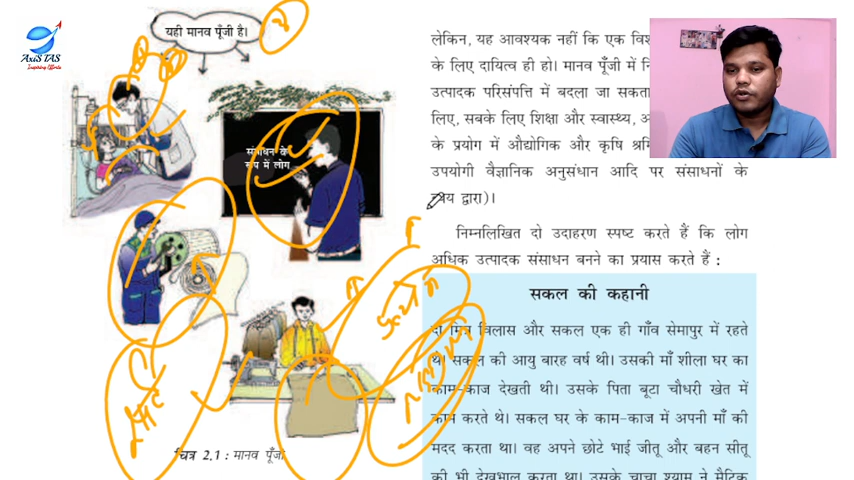 AxiS TAS
Inspiring Efforts
यही मानव पूँजी है।
संसाधन के
रूप में लोग
चित्र 2.1 : मानव पूँजी
लेकिन, यह आवश्यक नहीं कि एक
के लिए दायित्व ही हो। मानव पूँजी में
उत्पादक परिसंपत्ति में बदला जा
लिए, सबके लिए शिक्षा और स्वास्थ्य,
के प्रयोग में औद्योगिक और कृषि
उपयोगी वैज्ञानिक अनुसंधान आदि पर संसाधनों के
द्वारा)।
निम्नलिखित दो उदाहरण स्पष्ट करते हैं कि लोग
अधिक उत्पादक संसाधन बनने का प्रयास करते हैं :
सकल की कहानी
दो मित्र विलास और सकल एक ही गाँव सेमापुर में रहते
थे। सकल की आयु बारह वर्ष थी। उसकी माँ शीला घर का
काम-काज देखती थी। उसके पिता बूटा चौधरी खेत में
काम करते थे। सकल घर के काम-काज में अपनी माँ की
मदद करता था। वह अपने छोटे भाई जीतू और बहन सीतू
की भी देखभाल करता था। उसके चाचा श्याम ने मैट्रिक